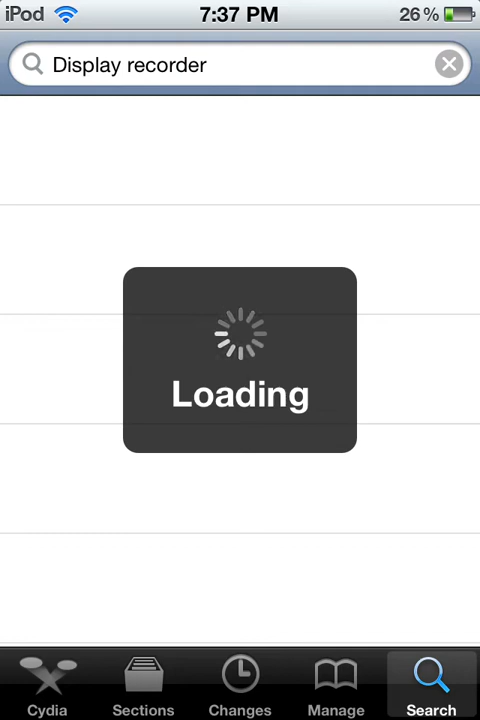 iPod 7:37 PM 26 %
Display recorder
Loading
Cydia Sections Changes Manage Search